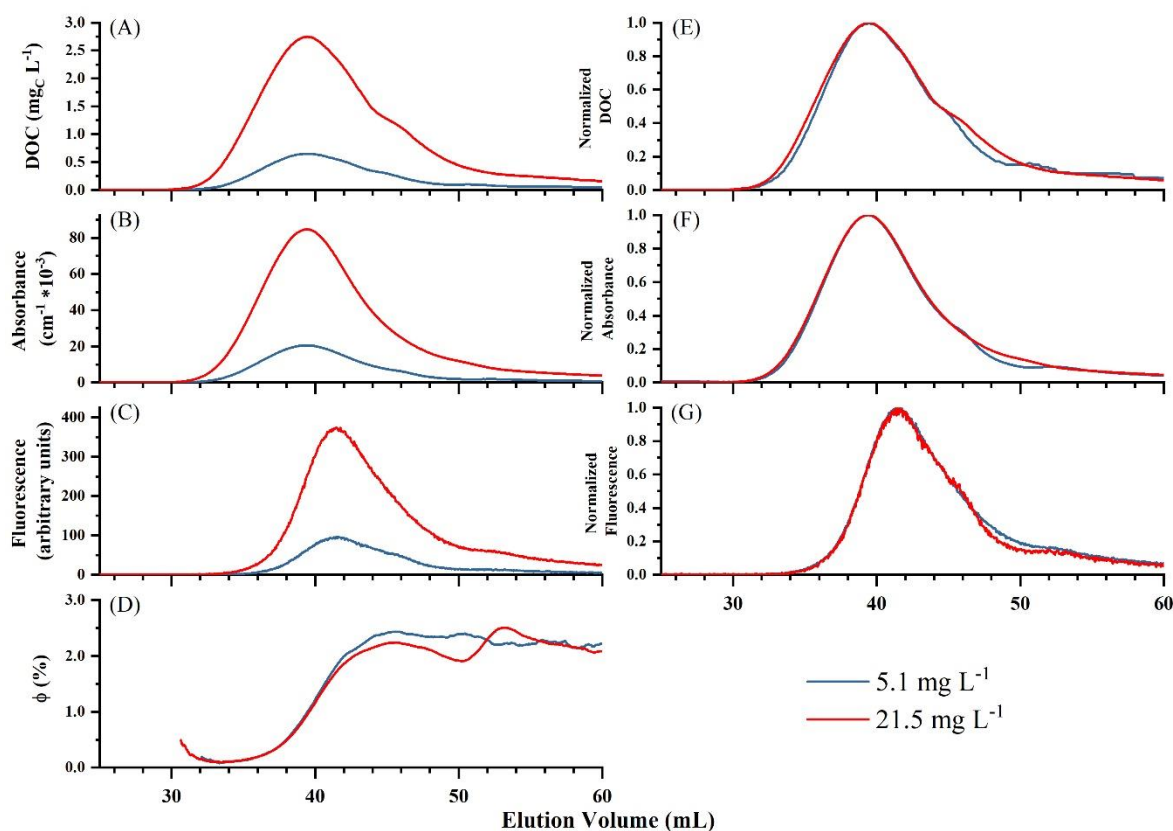 (A)
DOC (mg_C L^-1)
3.0
2.5
2.0
1.5
1.0
0.5
0.0
30
40
50
60
(B)
Absorbance
(cm^-1 *10^-3)
80
60
40
20
0
(C)
Fluorescence
(arbitrary units)
400
300
200
100
0
(D)
ϕ (%)
3.0
2.0
1.0
0.0
30
40
50
60
(E)
Normalized
DOC
1.0
0.8
0.6
0.4
0.2
0.0
(F)
Normalized
Absorbance
1.0
0.8
0.6
0.4
0.2
0.0
(G)
Normalized
Fluorescence
1.0
0.8
0.6
0.4
0.2
0.0
30
40
50
60
5.1 mg L^-1
21.5 mg L^-1
Elution Volume (mL)